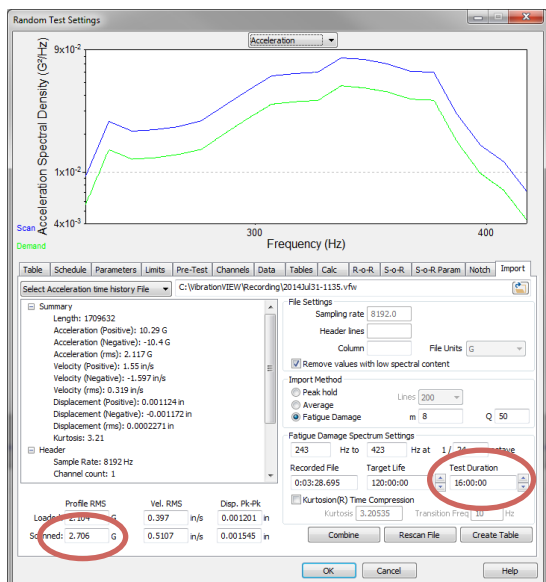 Random Test Settings
Acceleration
Acceleration Spectral Density (G²/Hz)
9x10-2
1x10-2
4x10-3
Scan
Demand
300
400
Frequency (Hz)
Table Schedule Parameters Limits Pre-Test Channels Data Tables Calc R-o-R S-o-R S-o-R Param Notch Import
Select Acceleration time history File C:\VibrationVIEW\Recording\2014Jul31-1135.vfw
Summary
Length: 1709632
Acceleration (Positive): 10.29 G
Acceleration (Negative): -10.4 G
Acceleration (rms): 2.117 G
Velocity (Positive): 1.55 in/s
Velocity (Negative): -1.597 in/s
Velocity (rms): 0.319 in/s
Displacement (Positive): 0.001124 in
Displacement (Negative): -0.001172 in
Displacement (rms): 0.0002271 in
Kurtosis: 3.21
Header
Sample Rate: 8192 Hz
Channel count: 1
File Settings
Sampling rate 8192.0
Header lines
Column File Units G
Remove values with low spectral content
Import Method
Peak hold
Average
Lines 200
Fatigue Damage m 8 Q 50
Fatigue Damage Spectrum Settings
243 Hz to 423 Hz at 1/ 24
Recorded File Target Life Test Duration
0:03:28.695 120:00:00 16:00:00
Kurtosion(R) Time Compression
Kurtosis 3.20535 Transition Freq 10 Hz
Profile RMS Vel. RMS Disp. Pk-Pk
2.104 G 0.397 in/s 0.001201 in
2.706 G 0.5107 in/s 0.001545 in
Combine Rescan File Create Table
OK Cancel Help